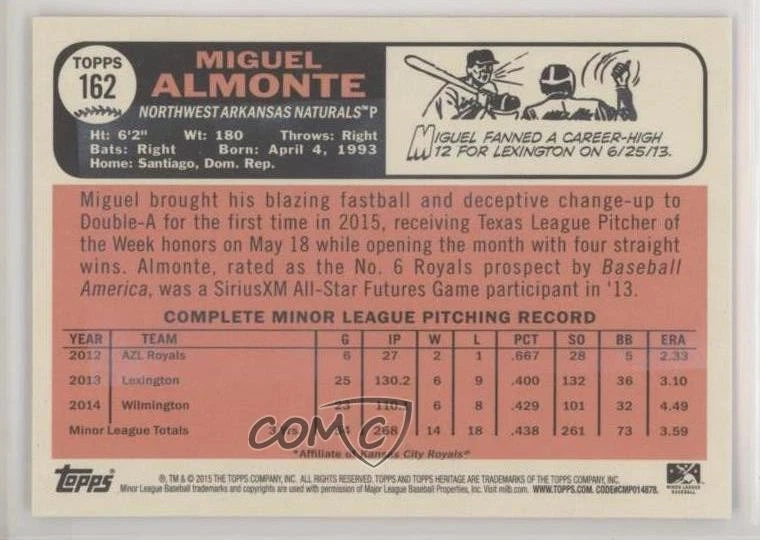 TOPPS
162
MIGUEL
ALMONTE
NORTHWEST ARKANSAS NATURALS™ P
Ht: 6'2" Wt: 180 Throws: Right
Bats: Right Born: April 4, 1993
Home: Santiago, Dom. Rep.
MIGUEL FANNED A CAREER-HIGH
12 FOR LEXINGTON ON 6/25/13.
Miguel brought his blazing fastball and deceptive change-up to
Double-A for the first time in 2015, receiving Texas League Pitcher of
the Week honors on May 18 while opening the month with four straight
wins. Almonte, rated as the No. 6 Royals prospect by Baseball
America, was a SiriusXM All-Star Futures Game participant in '13.
COMPLETE MINOR LEAGUE PITCHING RECORD
YEAR TEAM G IP W L PCT SO BB ERA
2012 AZL Royals 6 27 2 1 .667 28 5 2.33
2013 Lexington 25 130.2 6 9 .400 132 36 3.10
2014 Wilmington 23 6 8 .429 101 32 4.49
Minor League Totals 14 18 .438 261 73 3.59
COMC
*Affiliate of Kansas City Royals®
Topps
®, TM & © 2015 THE TOPPS COMPANY, INC. ALL RIGHTS RESERVED. TOPPS AND TOPPS HERITAGE ARE TRADEMARKS OF THE TOPPS COMPANY, INC.
Minor League Baseball trademarks and copyrights are used with permission of Major League Baseball Properties, Inc. Visit milb.com. WWW.TOPPS.COM. CODE#CMP014878.
MINOR LEAGUE
BASEBALL